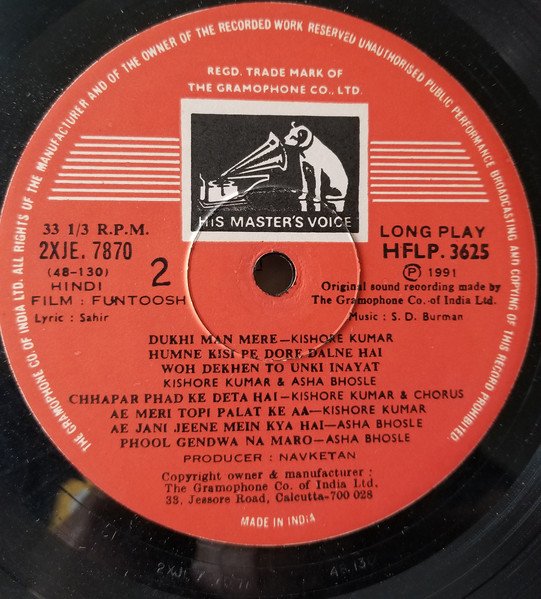 THE GRAMOPHONE CO. OF INDIA LTD. ALL RIGHTS OF THE MANUFACTURER AND OF THE OWNER OF THE RECORDED WORK RESERVED UNAUTHORISED PUBLIC PERFORMANCE BROADCASTING AND COPYING OF THIS RECORD PROHIBITED.
REGD. TRADE MARK OF
THE GRAMOPHONE CO., LTD.
HIS MASTER'S VOICE
33 1/3 R.P.M.
2XJE. 7870
(48-130)
2
HINDI
FILM : FUNTOOSH
Lyric : Sahir
LONG PLAY
HFLP. 3625
Ⓟ 1991
Original sound recording made by
The Gramophone Co. of India Ltd.
Music : S. D. Burman
DUKHI MAN MERE—KISHORE KUMAR
HUMNE KISI PE DORE DALNE HAI
WOH DEKHEN TO UNKI INAYAT
KISHORE KUMAR & ASHA BHOSLE
CHHAPAR PHAD KE DETA HAI—KISHORE KUMAR & CHORUS
AE MERI TOPI PALAT KE AA—KISHORE KUMAR
AE JANI JEENE MEIN KYA HAI—ASHA BHOSLE
PHOOL GENDWA NA MARO—ASHA BHOSLE
PRODUCER : NAVKETAN
Copyright owner & manufacturer :
The Gramophone Co. of India Ltd.
33, Jessore Road, Calcutta-700 028
MADE IN INDIA